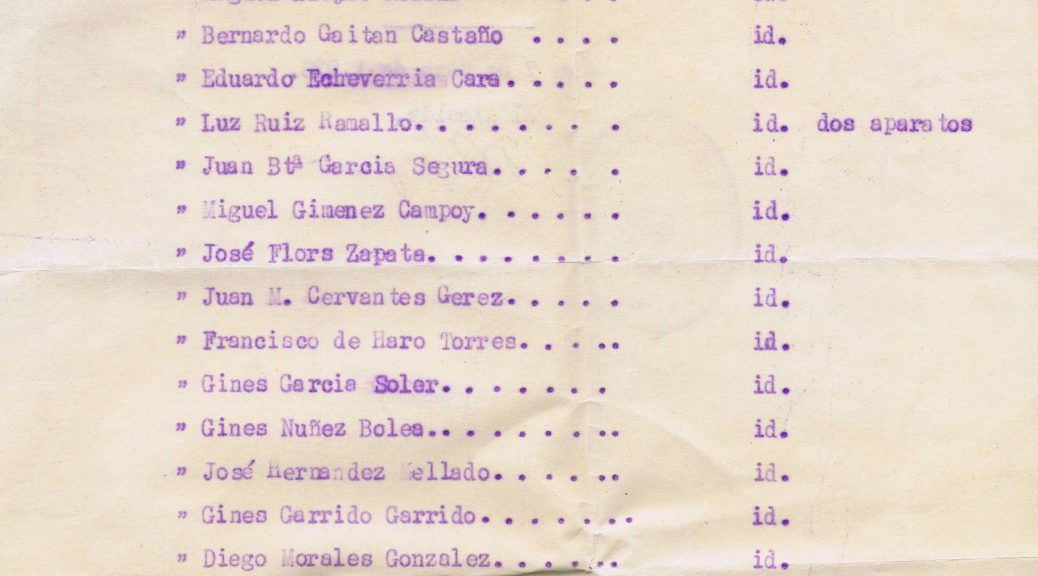 " Bernardo Gaitan Castaño . . . . id.
" Eduardo Echeverria Cara. . . . . id.
" Luz Ruiz Ramallo. . . . . . . . id. dos aparatos
" Juan Btª Garcia Segura. . . . . id.
" Miguel Gimenez Campoy. . . . . . id.
" José Flors Zapata. . . . . . . . id.
" Juan M. Cervantes Gerez. . . . . id.
" Francisco de Haro Torres. . . .. id.
" Gines Garcia Soler. . . . . . . id.
" Gines Nuñez Bolea.. . . . . . .. id.
" José Hernandez Mellado. . . . .. id.
" Gines Garrido Garrido. . . . . .. id.
" Diego Morales Gonzalez. . . . .. id.